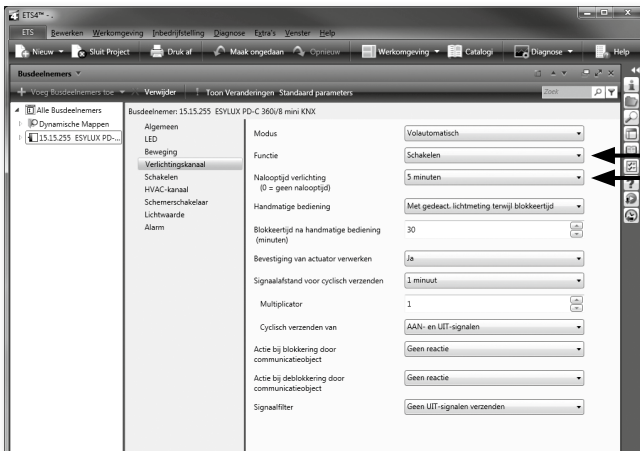 ETS4™ - .
ETS Bewerken Werkomgeving Inbedrijfstelling Diagnose Extra's Venster Help
Nieuw Sluit Project Druk af Maak ongedaan Opnieuw Werkomgeving Catalogi Diagnose Help
Busdeelnemers
Voeg Busdeelnemers toe Verwijder Toon Veranderingen Standaard parameters Zoek
Alle Busdeelnemers
Dynamische Mappen
15.15.255 ESYLUX PD-...
Busdeelnemer: 15.15.255 ESYLUX PD-C 360i/8 mini KNX
Algemeen
LED
Beweging
Verlichtingskanaal
Schakelen
HVAC-kanaal
Schemerschakelaar
Lichtwaarde
Alarm
Modus Volautomatisch
Functie Schakelen
Nalooptijd verlichting 5 minuten
(0 = geen nalooptijd)
Handmatige bediening Met gedeact. lichtmeting terwijl blokkeertijd
Blokkeertijd na handmatige bediening 30
(minuten)
Bevestiging van actuator verwerken Ja
Signaalafstand voor cyclisch verzenden 1 minuut
Multiplicator 1
Cyclisch verzenden van AAN- en UIT-signalen
Actie bij blokkering door Geen reactie
communicatieobject
Actie bij deblokkering door Geen reactie
communicatieobject
Signaalfilter Geen UIT-signalen verzenden